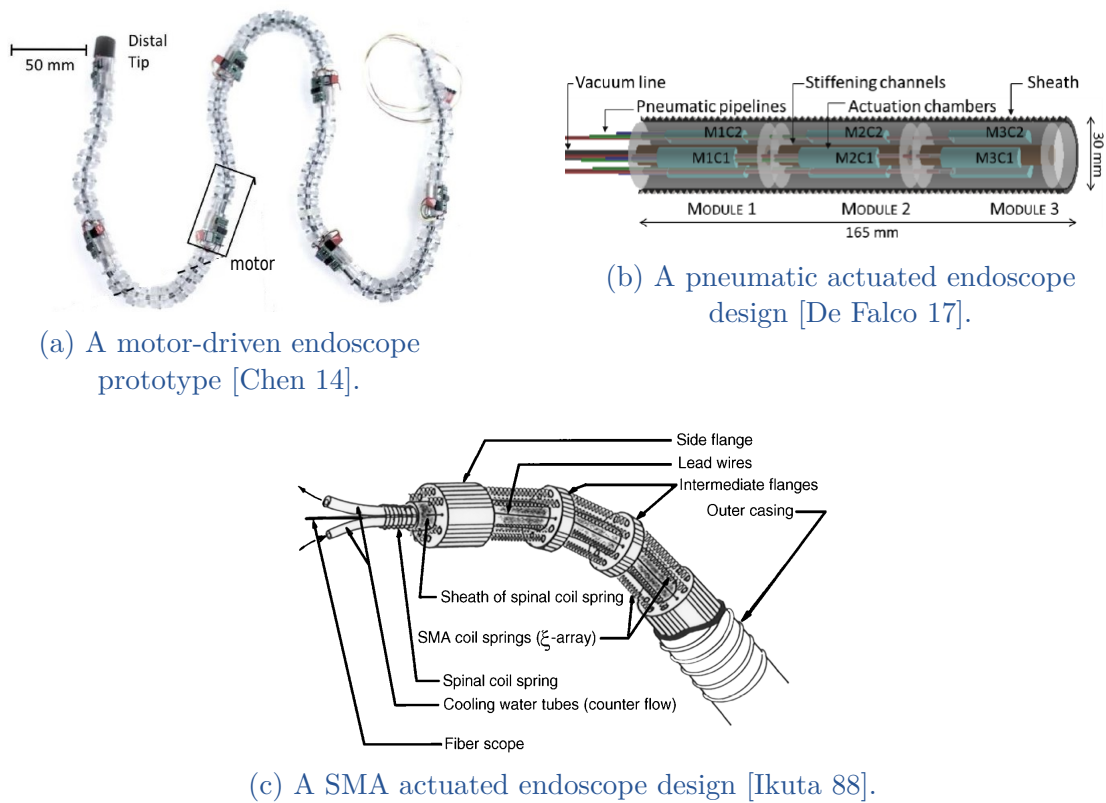 Distal
Tip
50 mm
motor
(a) A motor-driven endoscope
prototype [Chen 14].
Vacuum line
Stiffening channels
Sheath
Pneumatic pipelines
Actuation chambers
M1C2
M2C2
M3C2
M1C1
M2C1
M3C1
30 mm
MODULE 1
MODULE 2
MODULE 3
165 mm
(b) A pneumatic actuated endoscope
design [De Falco 17].
Side flange
Lead wires
Intermediate flanges
Outer casing
Sheath of spinal coil spring
SMA coil springs (ξ-array)
Spinal coil spring
Cooling water tubes (counter flow)
Fiber scope
(c) A SMA actuated endoscope design [Ikuta 88].